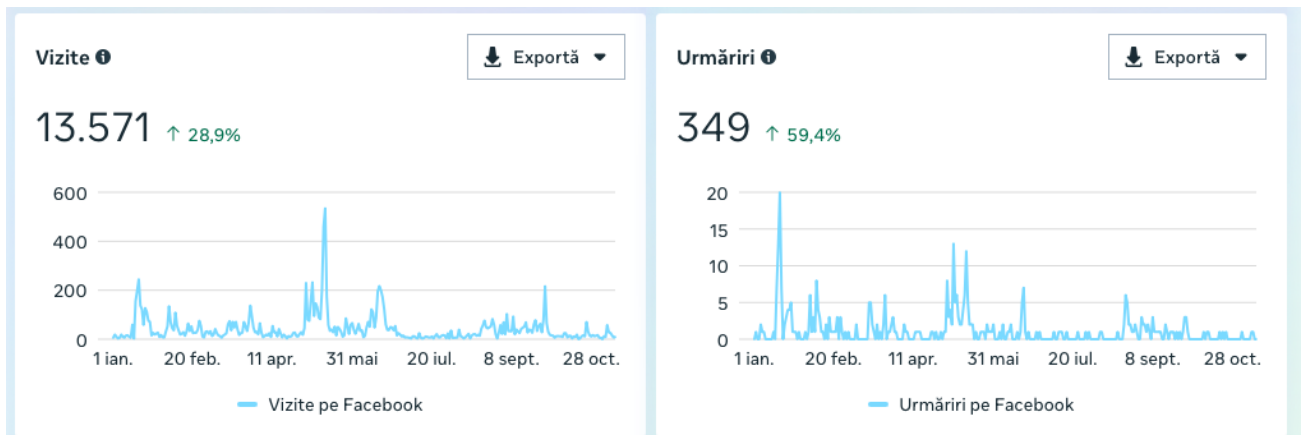 Vizite
Exportă
13.571 ↑ 28,9%
600
400
200
0
1 ian. 20 feb. 11 apr. 31 mai 20 iul. 8 sept. 28 oct.
Vizite pe Facebook
Urmăriri
Exportă
349 ↑ 59,4%
20
15
10
5
0
1 ian. 20 feb. 11 apr. 31 mai 20 iul. 8 sept. 28 oct.
Urmăriri pe Facebook